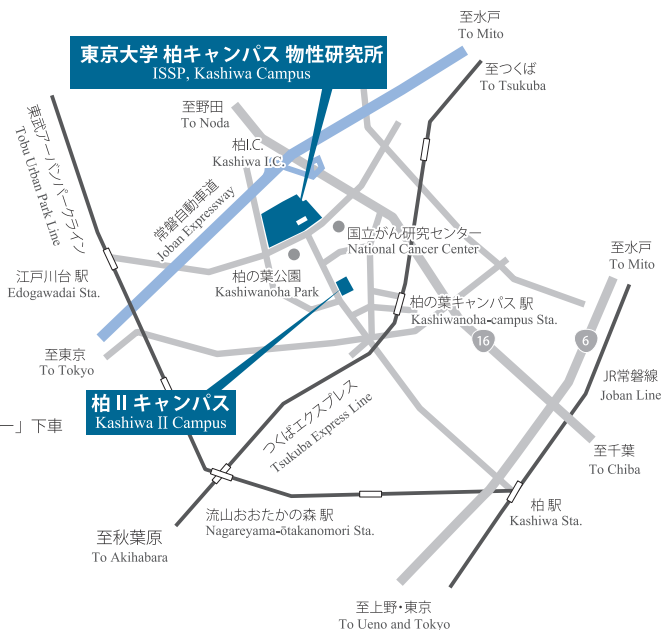 至水戸
To Mito
東京大学 柏キャンパス 物性研究所
ISSP, Kashiwa Campus
至つくば
To Tsukuba
至野田
To Noda
柏I.C.
Kashiwa I.C.
東武アーバンパークライン
Tobu Urban Park Line
常磐自動車道
Joban Expressway
国立がん研究センター
National Cancer Center
至水戸
To Mito
江戸川台 駅
Edogawadai Sta.
柏の葉公園
Kashiwanoha Park
柏の葉キャンパス 駅
Kashiwanoha-campus Sta.
16
6
至東京
To Tokyo
JR常磐線
Joban Line
柏 II キャンパス
Kashiwa II Campus
ー」下車
つくばエクスプレス
Tsukuba Express Line
至千葉
To Chiba
流山おおたかの森 駅
Nagareyama-ōtakanomori Sta.
柏 駅
Kashiwa Sta.
至秋葉原
To Akihabara
至上野・東京
To Ueno and Tokyo